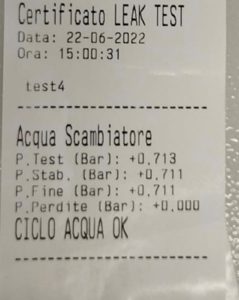 Certificato LEAK TEST
Data: 22-06-2022
Ora: 15:00:31
test4
Acqua Scambiatore
P.Test (Bar): +0,713
P.Stab. (Bar): +0,711
P.Fine (Bar): +0,711
P.Perdite (Bar): +0,000
CICLO ACQUA OK